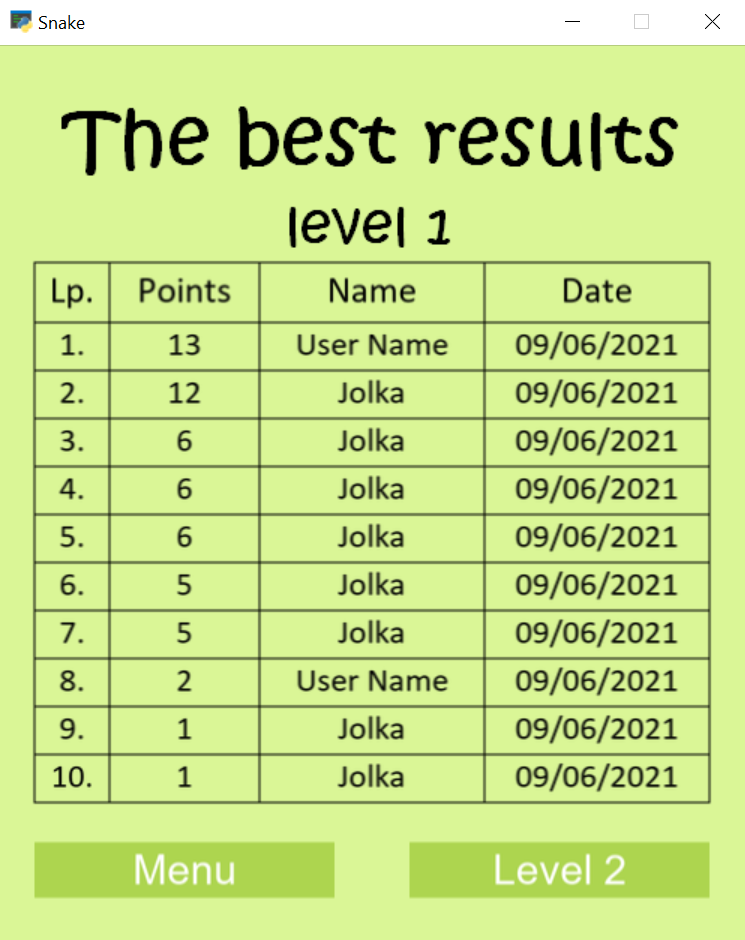 Snake
The best results
level 1
Lp. Points Name Date
1. 13 User Name 09/06/2021
2. 12 Jolka 09/06/2021
3. 6 Jolka 09/06/2021
4. 6 Jolka 09/06/2021
5. 6 Jolka 09/06/2021
6. 5 Jolka 09/06/2021
7. 5 Jolka 09/06/2021
8. 2 User Name 09/06/2021
9. 1 Jolka 09/06/2021
10. 1 Jolka 09/06/2021
Menu Level 2